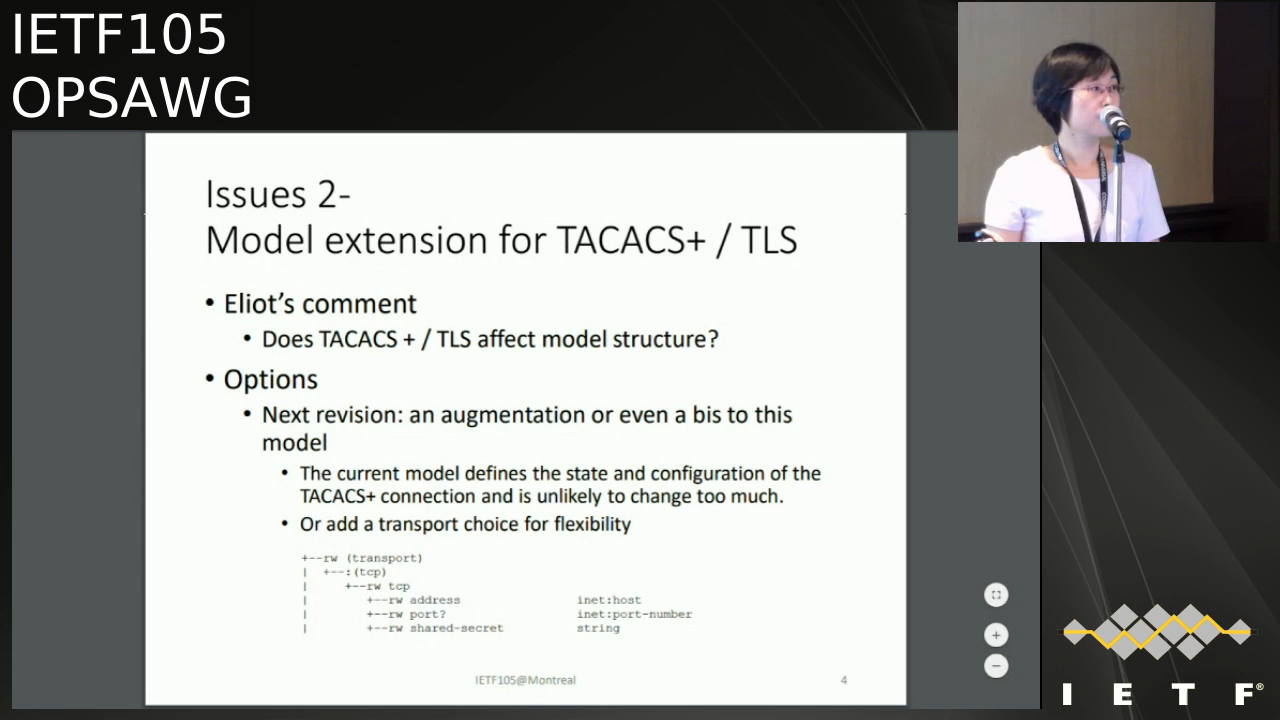 IETF105
OPSAWG
Issues 2-
Model extension for TACACS+ / TLS
• Eliot’s comment
• Does TACACS + / TLS affect model structure?
• Options
• Next revision: an augmentation or even a bis to this
model
• The current model defines the state and configuration of the
TACACS+ connection and is unlikely to change too much.
• Or add a transport choice for flexibility
+--rw (transport)
|  +--:(tcp)
|     +--rw tcp
|        +--rw address                inet:host
|        +--rw port?                  inet:port-number
|        +--rw shared-secret          string
IETF105@Montreal 4
I E T F®